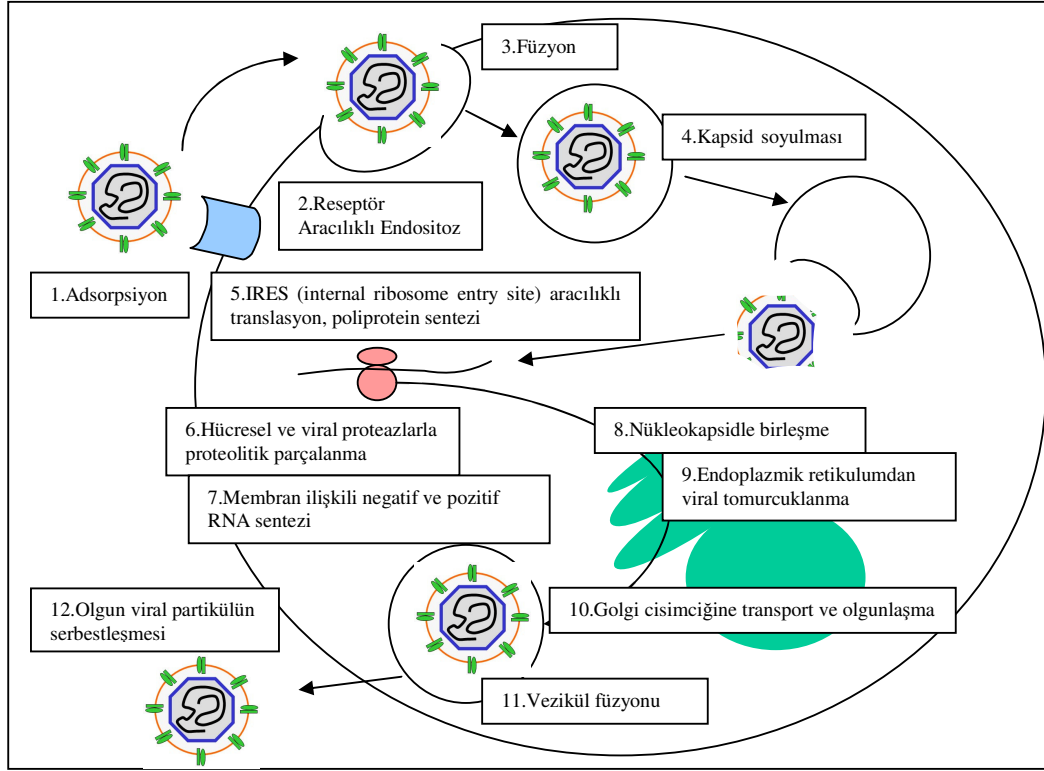 3.Füzyon
4.Kapsid soyulması
2.Reseptör
Aracılıklı Endositoz
1.Adsorpsiyon
5.IRES (internal ribosome entry site) aracılıklı
translasyon, poliprotein sentezi
6.Hücresel ve viral proteazlarla
proteolitik parçalanma
8.Nükleokapsidle birleşme
7.Membran ilişkili negatif ve pozitif
RNA sentezi
9.Endoplazmik retikulumdan
viral tomurcuklanma
12.Olgun viral partikülün
serbestleşmesi
10.Golgi cisimciğine transport ve olgunlaşma
11.Vezikül füzyonu